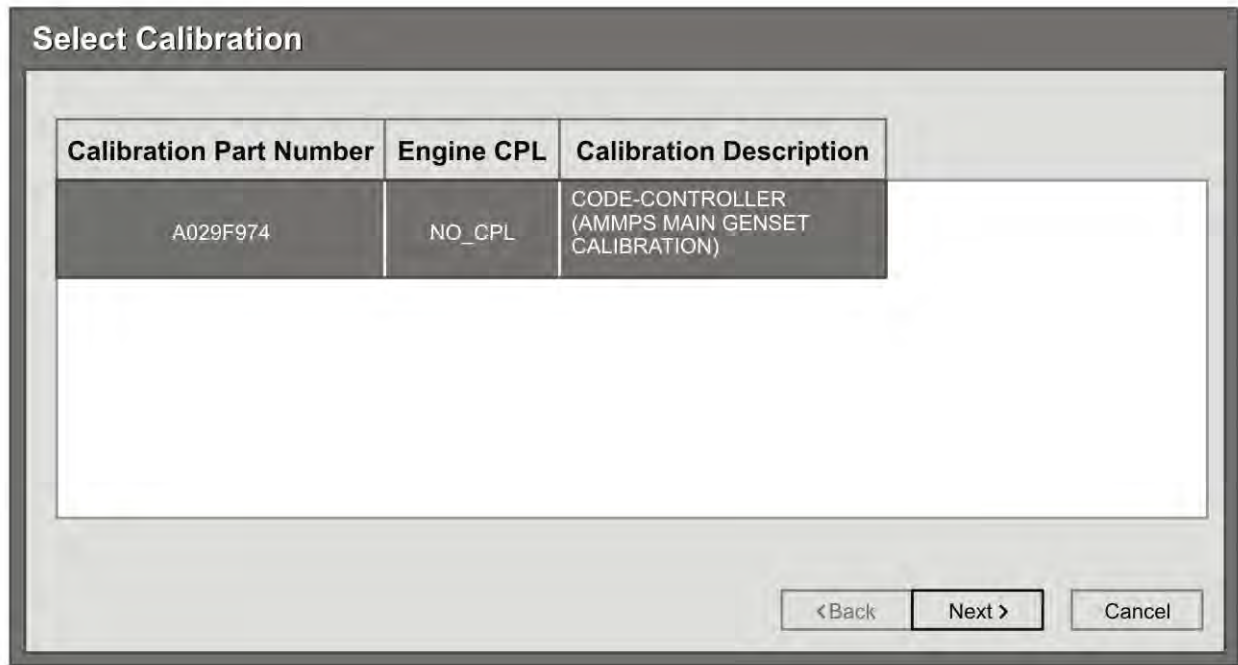 Select Calibration
Calibration Part Number Engine CPL Calibration Description
A029F974 NO_CPL CODE-CONTROLLER
(AMMPS MAIN GENSET
CALIBRATION)
<Back Next > Cancel